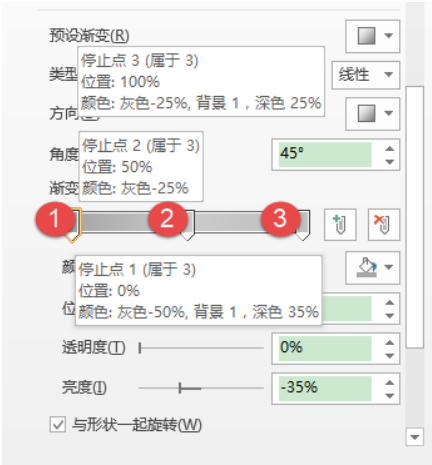 预设渐变(R)
停止点 3 (属于 3)
类型
位置: 100%
线性
颜色: 灰色-25%, 背景 1，深色 25%
方向
停止点 2 (属于 3)
角度
位置: 50%
45°
渐变
颜色: 灰色-25%
1 2 3
颜
停止点 1 (属于 3)
位置: 0%
位
颜色: 灰色-50%, 背景 1，深色 35%
透明度(T) 0%
亮度(I) -35%
与形状一起旋转(W)